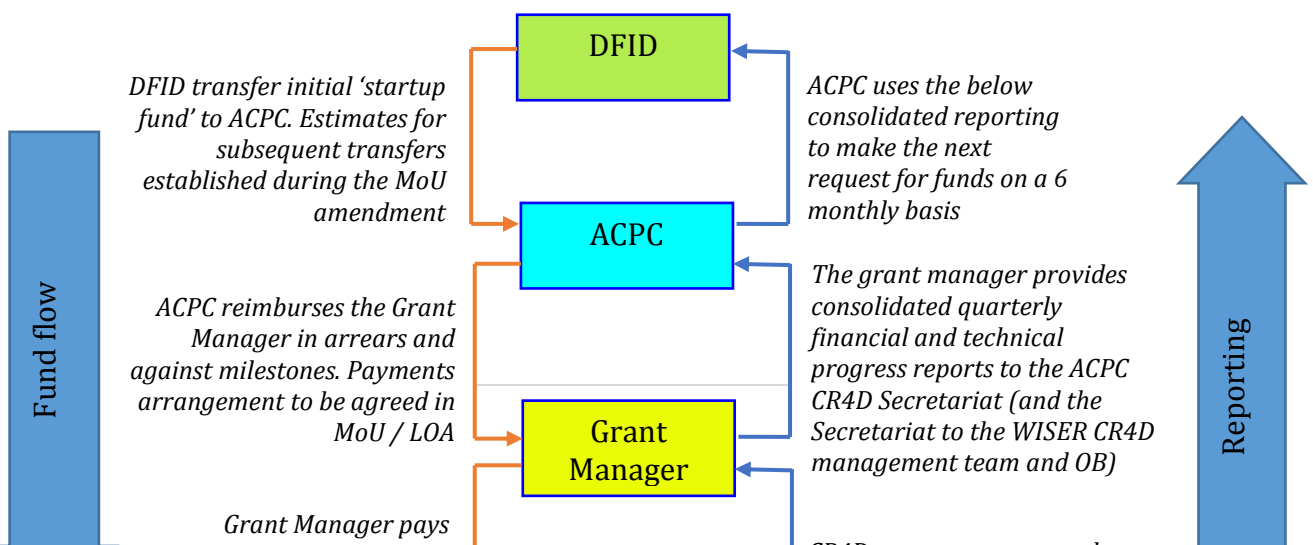 DFID
DFID transfer initial ‘startup
fund’ to ACPC. Estimates for
subsequent transfers
established during the MoU
amendment
ACPC uses the below
consolidated reporting
to make the next
request for funds on a 6
monthly basis
ACPC
Fund flow
ACPC reimburses the Grant
Manager in arrears and
against milestones. Payments
arrangement to be agreed in
MoU / LOA
The grant manager provides
consolidated quarterly
financial and technical
progress reports to the ACPC
CR4D Secretariat (and the
Secretariat to the WISER CR4D
management team and OB)
Reporting
Grant
Manager
Grant Manager pays